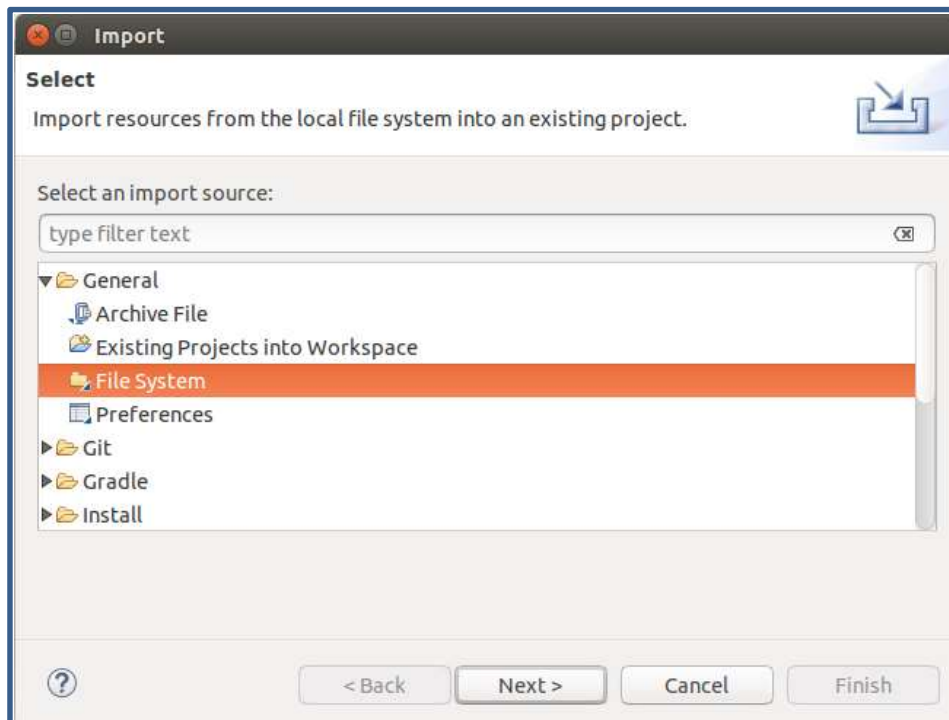 Import
Select
Import resources from the local file system into an existing project.
Select an import source:
type filter text
General
Archive File
Existing Projects into Workspace
File System
Preferences
Git
Gradle
Install
? < Back Next > Cancel Finish